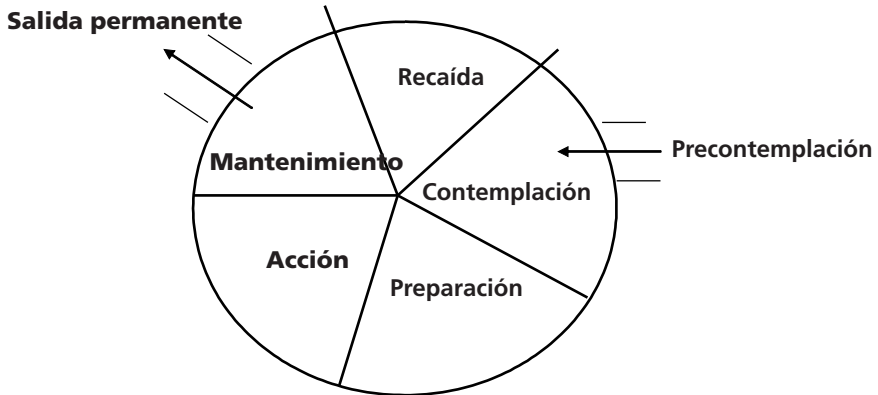 Salida permanente
Recaída
Precontemplación
Mantenimiento
Contemplación
Acción
Preparación